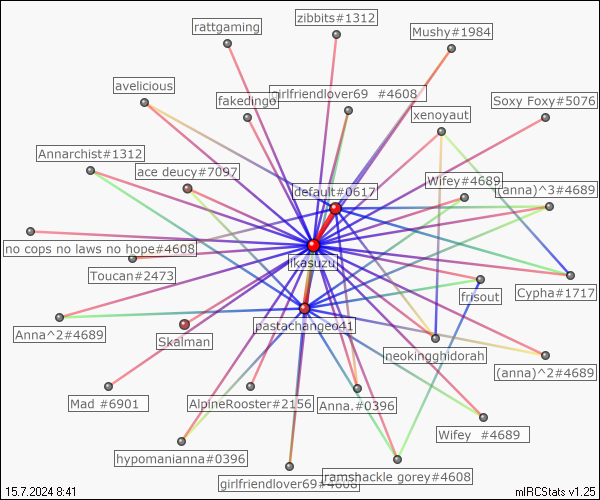 zibbits#1312
rattgaming
Mushy#1984
avelicious
girlfriendlover69 #4608
fakedingo
Soxy Foxy#5076
xenoyaut
Annarchist#1312
ace deucy#7097
Wifey#4689
(anna)^3#4689
default#0617
no cops no laws no hope#4608
ikasuzu
Toucan#2473
Cypha#1717
frisout
pastachangeo41
Anna^2#4689
Skalman
neokingghidorah
(anna)^2#4689
Mad #6901
AlpineRooster#2156
Anna.#0396
Wifey #4689
hypomanianna#0396
ramshackle gorey#4608
girlfriendlover69#4608
15.7.2024 8:41
mIRCStats v1.25